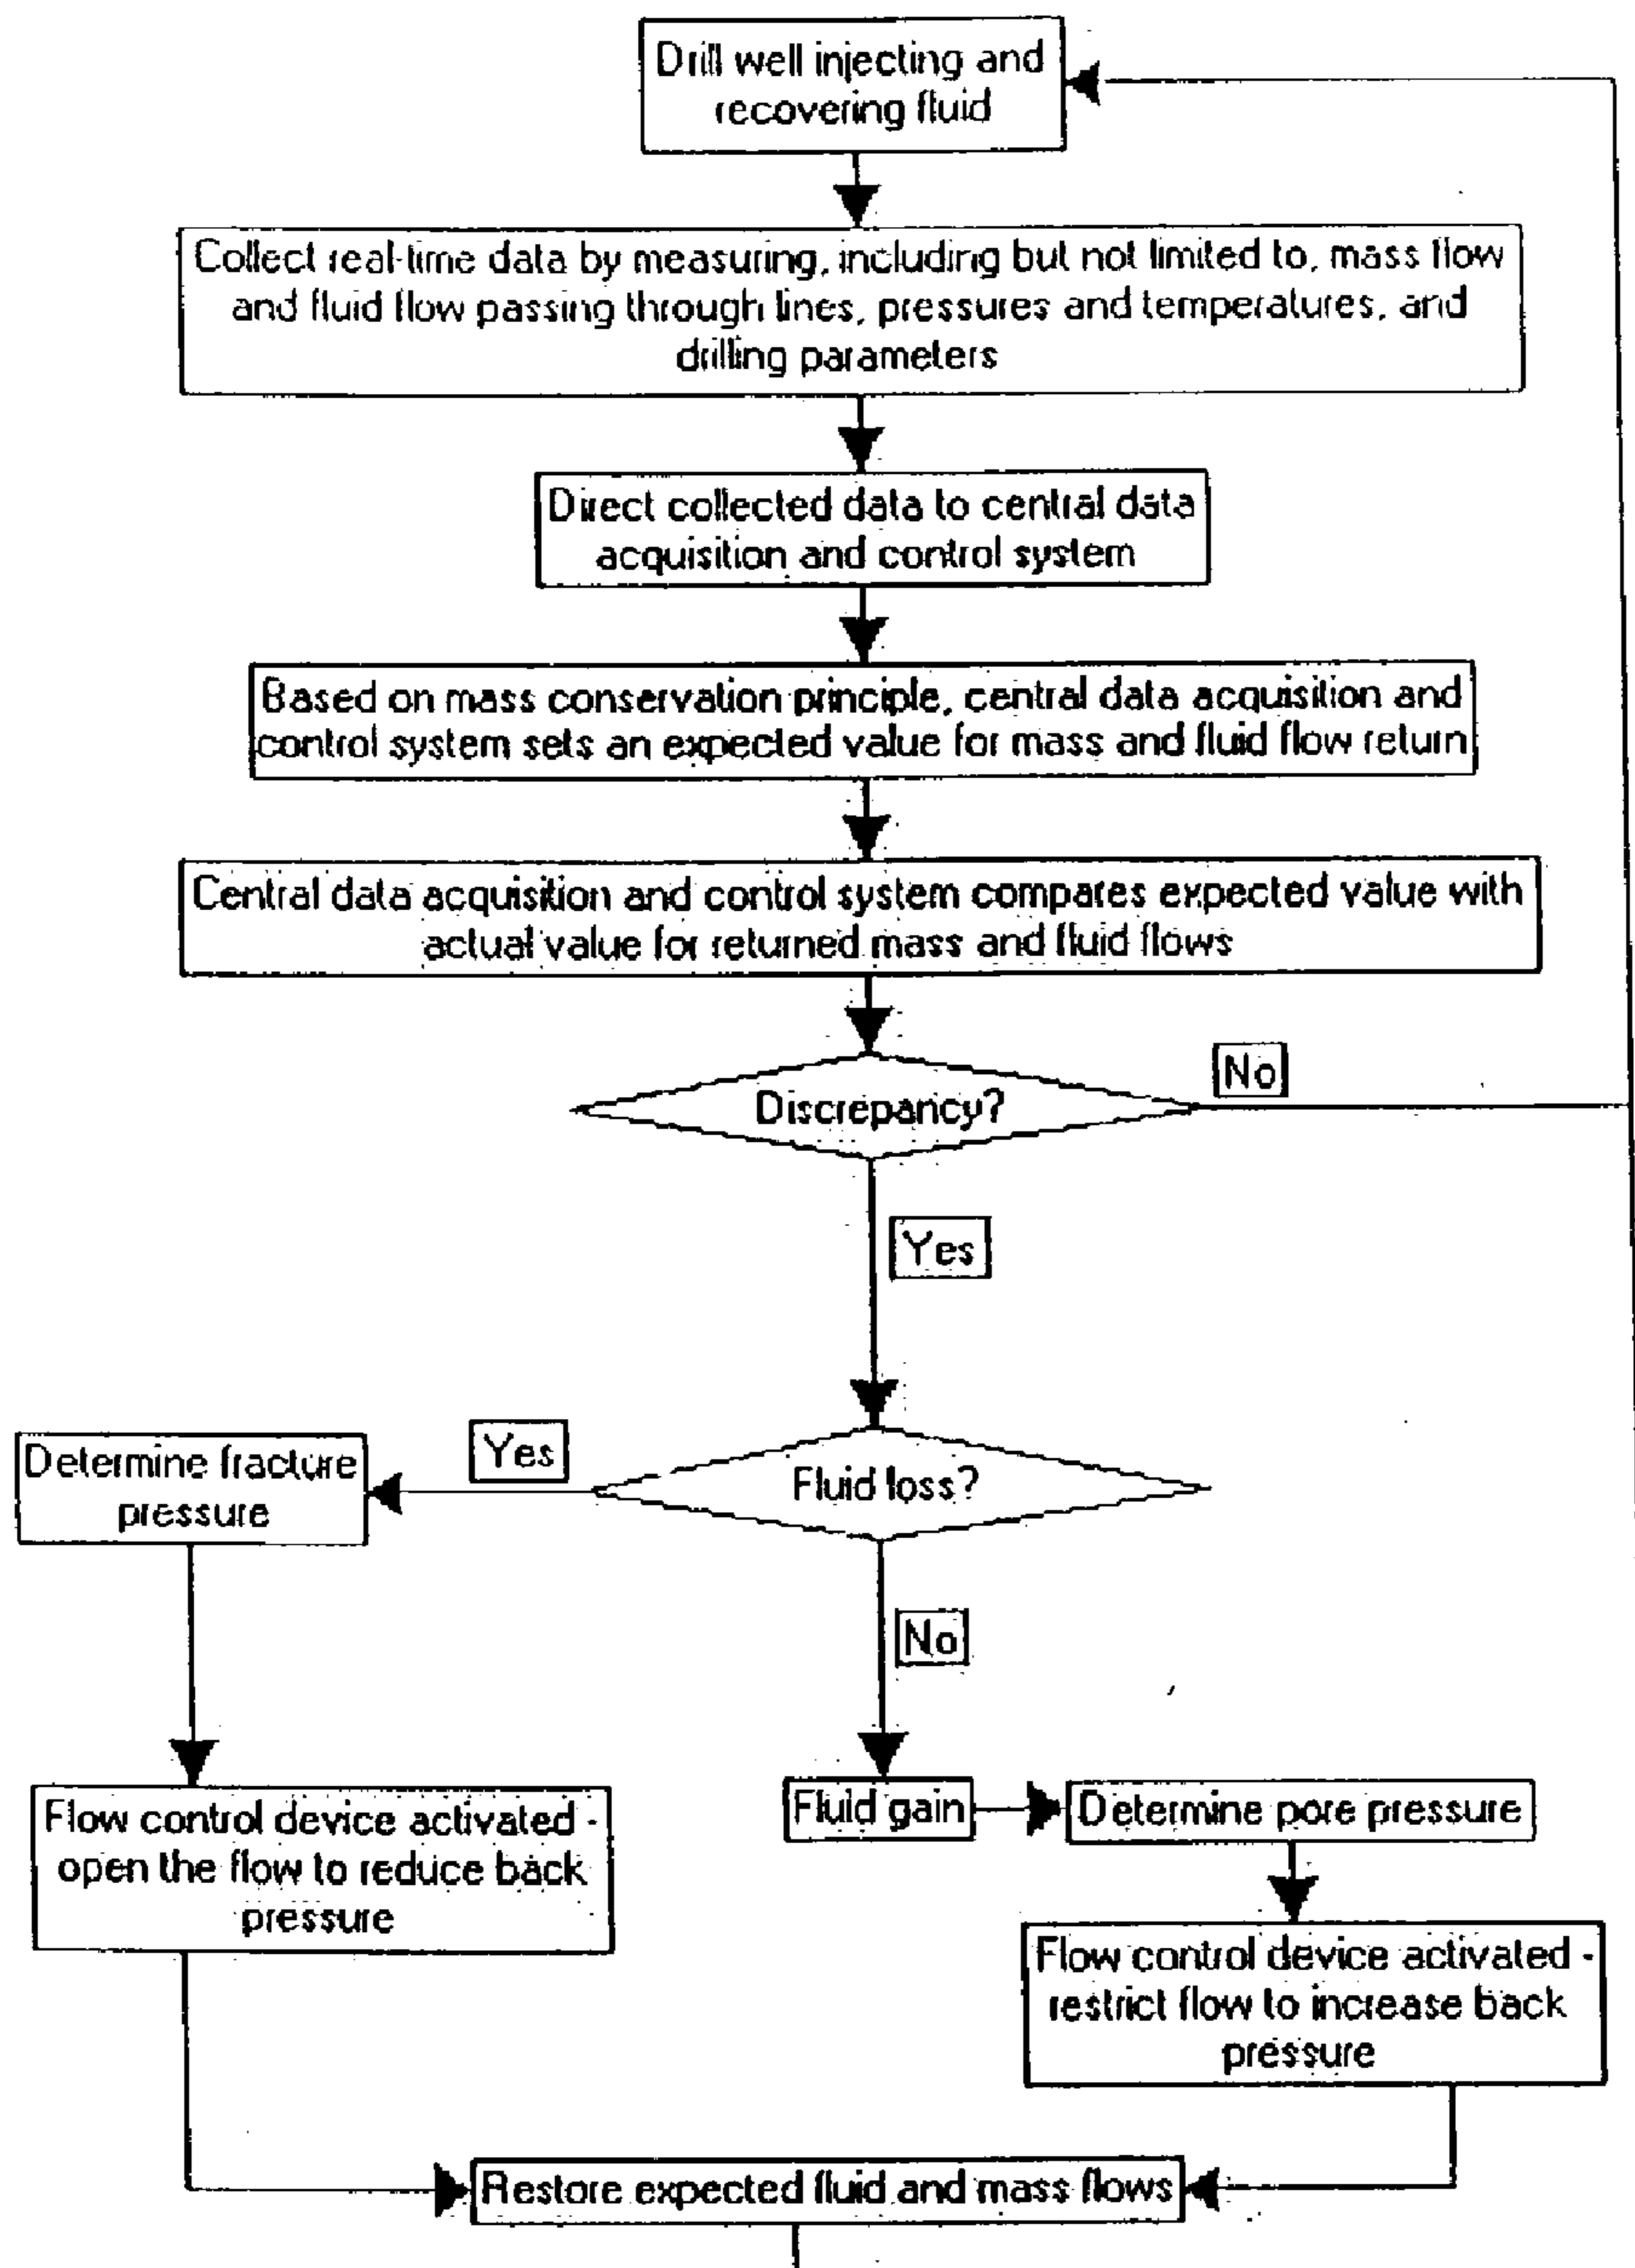 Drill well injecting and
recovering fluid
Collect real-time data by measuring, including but not limited to, mass flow
and fluid flow passing through lines, pressures and temperatures, and
drilling parameters
Direct collected data to central data
acquisition and control system
Based on mass conservation principle, central data acquisition and
control system sets an expected value for mass and fluid flow return
Central data acquisition and control system compares expected value with
actual value for returned mass and fluid flows
No
Discrepancy?
Yes
Determine fracture
pressure
Yes
Fluid loss?
No
Flow control device activated -
open the flow to reduce back
pressure
Fluid gain
Determine pore pressure
Flow control device activated -
restrict flow to increase back
pressure
Restore expected fluid and mass flows